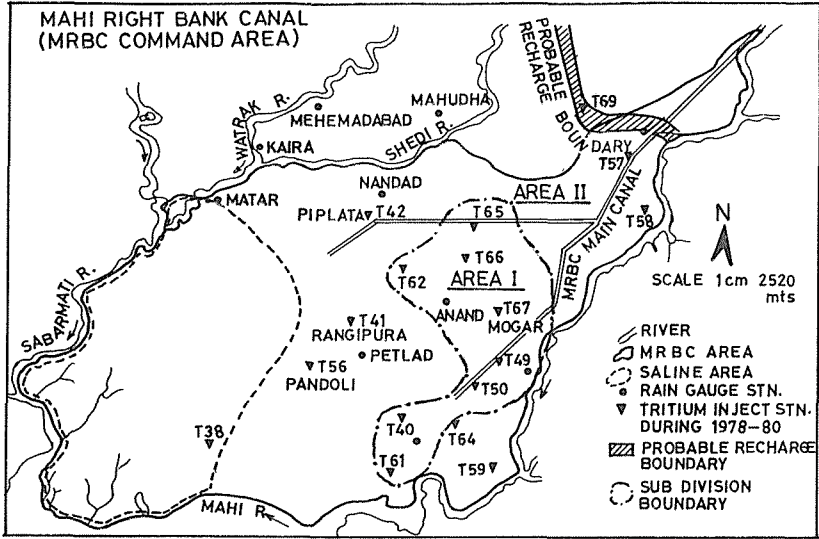 MAHI RIGHT BANK CANAL
(MRBC COMMAND AREA)
PROBABLE RECHARGE
PROBABLE BOUN
T69
MAHUDHA
MEHEMADABAD
WATRAK R.
SHEDI R.
KAIRA
DARY
T57
NANDAD
AREA II
MATAR
PIPLATA T42
T65
T58
MRBC MAIN CANAL
N
T66
T62
AREA I
SCALE 1cm 2520
mts
SABARMATI R.
ANAND
T67
MOGAR
T41
RANGIPURA
PETLAD
T56
PANDOLI
T49
T50
T38
T40
T64
T61
T59
MAHI R.
RIVER
MRBC AREA
SALINE AREA
RAIN GAUGE STN.
TRITIUM INJECT STN.
DURING 1978-80
PROBABLE RECHARGE
BOUNDARY
SUB DIVISION
BOUNDARY